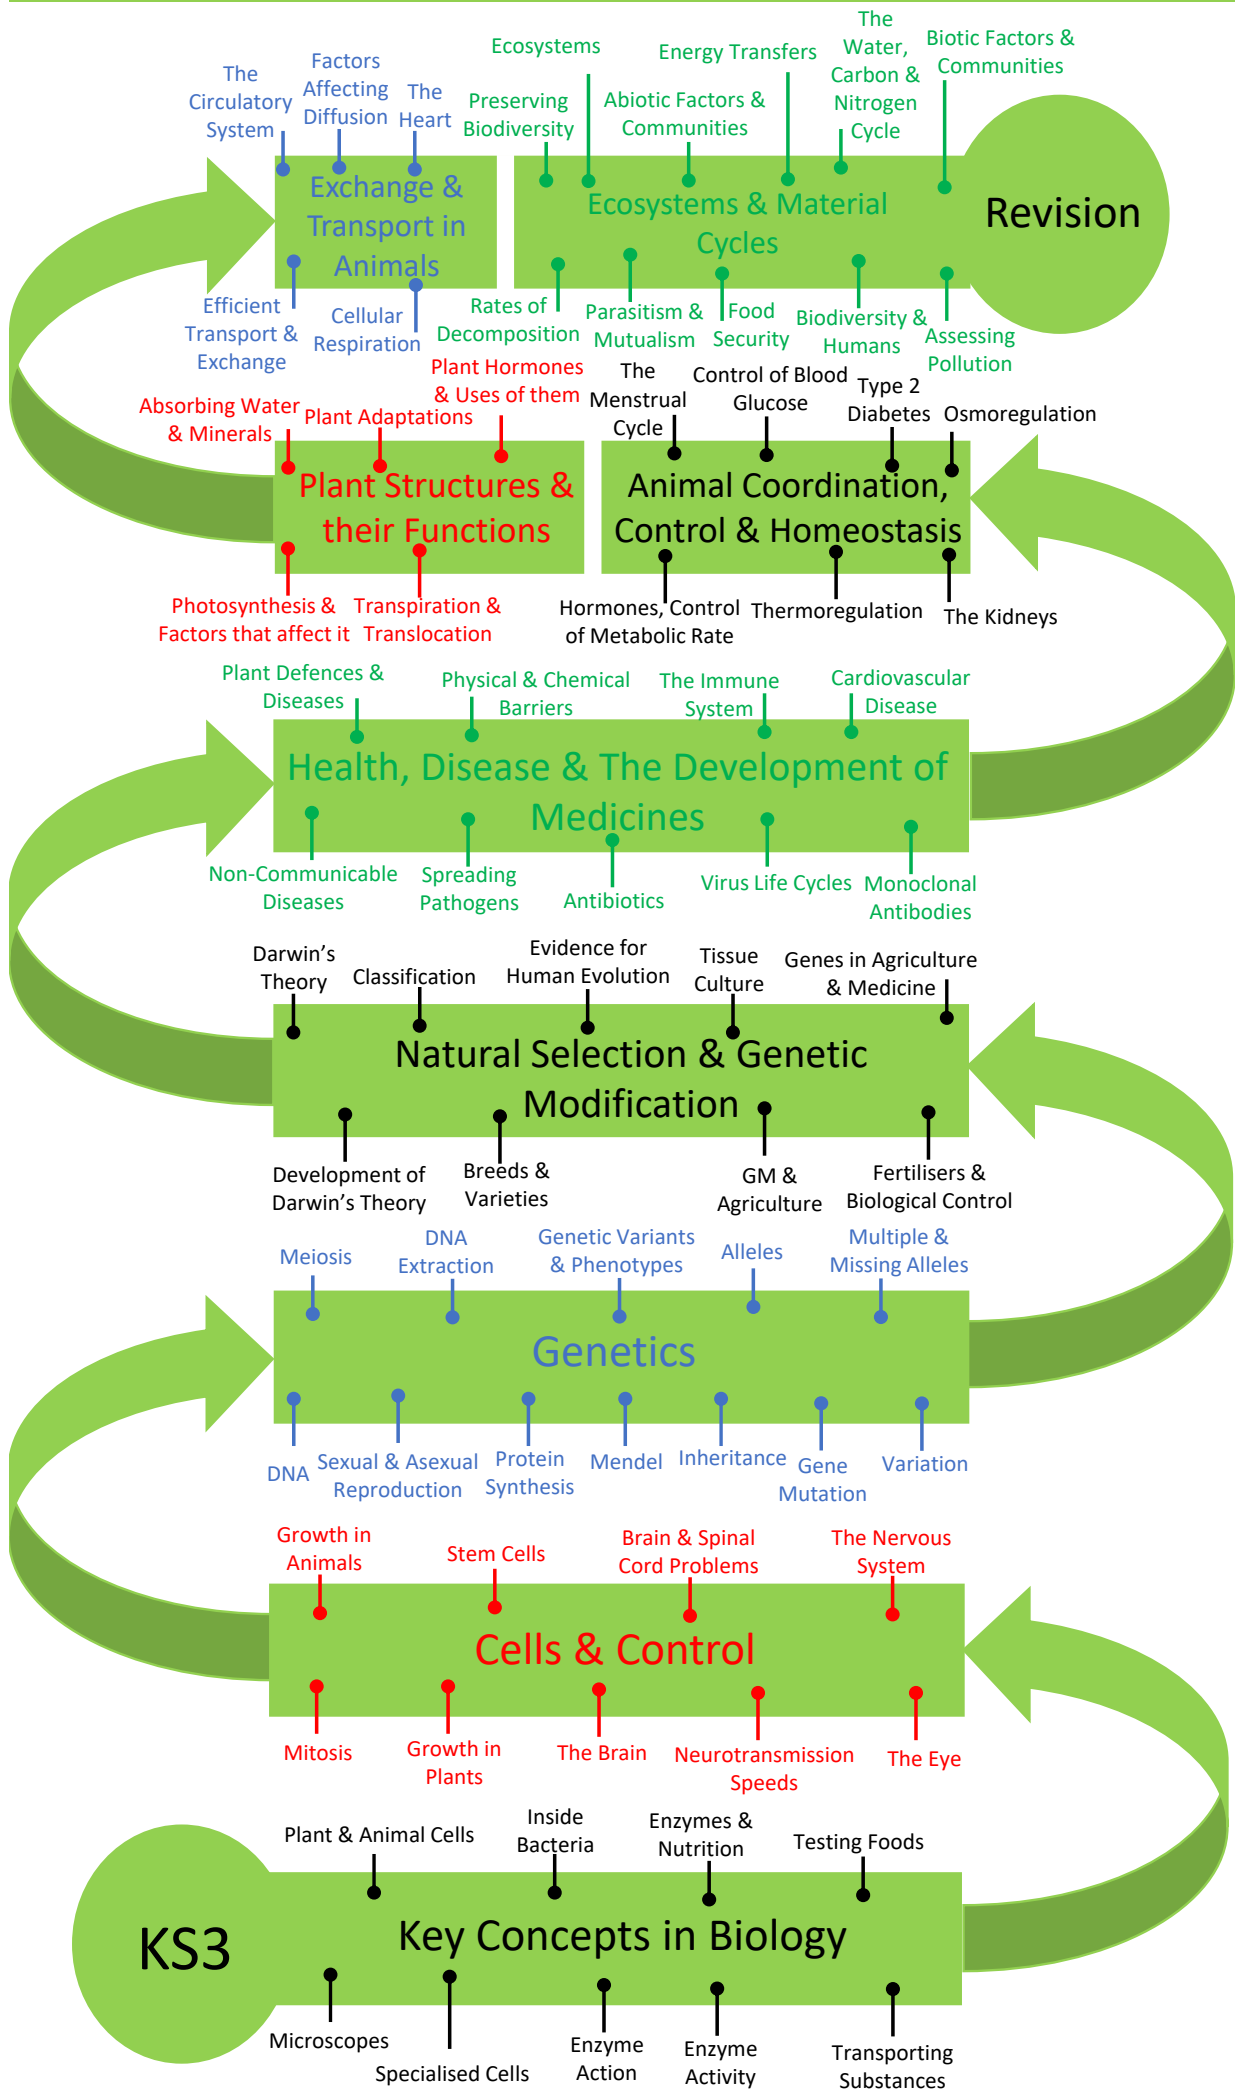 The
Circulatory
System
Factors
Affecting
Diffusion
The
Heart
Ecosystems
Preserving
Biodiversity
Energy Transfers
Abiotic Factors &
Communities
The
Water,
Carbon &
Nitrogen
Cycle
Biotic Factors &
Communities
Exchange &
Transport in
Animals
Ecosystems & Material
Cycles
Revision
Efficient
Transport &
Exchange
Cellular
Respiration
Rates of
Decomposition
Parasitism &
Mutualism
Food
Security
Biodiversity &
Humans
Assessing
Pollution
Absorbing Water
& Minerals
Plant Adaptations
Plant Hormones
& Uses of them
The
Menstrual
Cycle
Control of Blood
Glucose
Type 2
Diabetes
Osmoregulation
Plant Structures &
their Functions
Animal Coordination,
Control & Homeostasis
Photosynthesis &
Factors that affect it
Transpiration &
Translocation
Hormones, Control
of Metabolic Rate
Thermoregulation
The Kidneys
Plant Defences &
Diseases
Physical & Chemical
Barriers
The Immune
System
Cardiovascular
Disease
Health, Disease & The Development of
Medicines
Non-Communicable
Diseases
Spreading
Pathogens
Antibiotics
Virus Life Cycles
Monoclonal
Antibodies
Darwin's
Theory
Classification
Evidence for
Human Evolution
Tissue
Culture
Genes in Agriculture
& Medicine
Natural Selection & Genetic
Modification
Development of
Darwin's Theory
Breeds &
Varieties
GM &
Agriculture
Fertilisers &
Biological Control
Meiosis
DNA
Extraction
Genetic Variants
& Phenotypes
Alleles
Multiple &
Missing Alleles
Genetics
DNA
Sexual & Asexual
Reproduction
Protein
Synthesis
Mendel
Inheritance
Gene
Mutation
Variation
Growth in
Animals
Stem Cells
Brain & Spinal
Cord Problems
The Nervous
System
Cells & Control
Mitosis
Growth in
Plants
The Brain
Neurotransmission
Speeds
The Eye
Plant & Animal Cells
Inside
Bacteria
Enzymes &
Nutrition
Testing Foods
KS3
Key Concepts in Biology
Microscopes
Specialised Cells
Enzyme
Action
Enzyme
Activity
Transporting
Substances